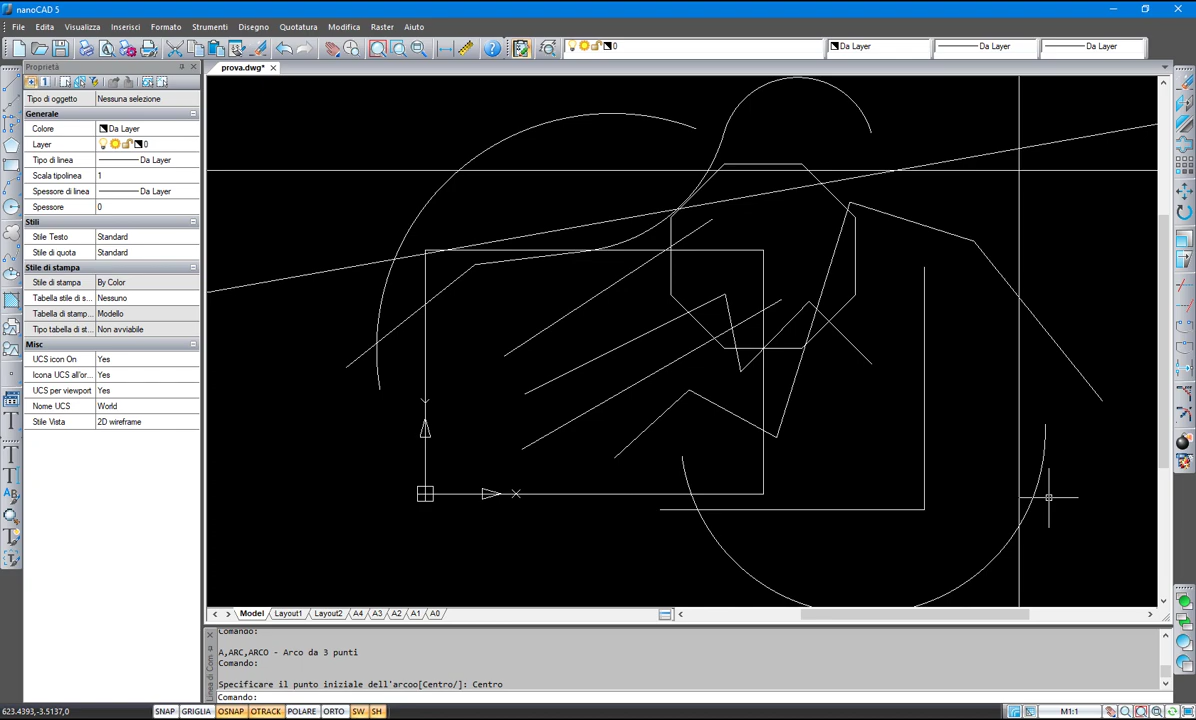 nanoCAD 5
File Edita Visualizza Inserisci Formato Strumenti Disegno Quotatura Modifica Raster Aiuto
0 Da Layer Da Layer Da Layer
Proprietà
prova.dwg*
Tipo di oggetto Nessuna selezione
Generale
Colore Da Layer
Layer 0
Tipo di linea Da Layer
Scala tipolinea 1
Spessore di linea Da Layer
Spessore 0
Stili
Stile Testo Standard
Stile di quota Standard
Stile di stampa
Stile di stampa By Color
Tabella stile di s... Nessuno
Tabella di stamp... Modello
Tipo tabella di st... Non avviabile
Misc
UCS icon On Yes
Icona UCS all'or... Yes
UCS per viewport Yes
Nome UCS World
Stile Vista 2D wireframe
Y
X
Model Layout1 Layout2 A4 A3 A2 A1 A0
Comando:
A,ARC,ARCO - Arco da 3 punti
Comando:
Specificare il punto iniziale dell'arcoo[Centro/]: Centro
Comando:
623.4393,-3.5137,0 SNAP GRIGLIA OSNAP OTRACK POLARE ORTO SW SH M1:1